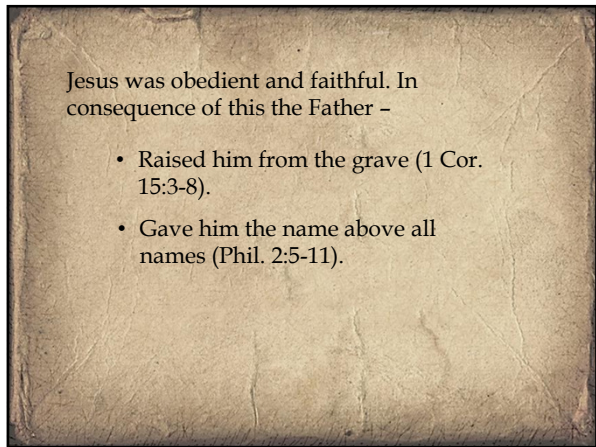 Jesus was obedient and faithful. In
consequence of this the Father –
• Raised him from the grave (1 Cor.
15:3-8).
• Gave him the name above all
names (Phil. 2:5-11).